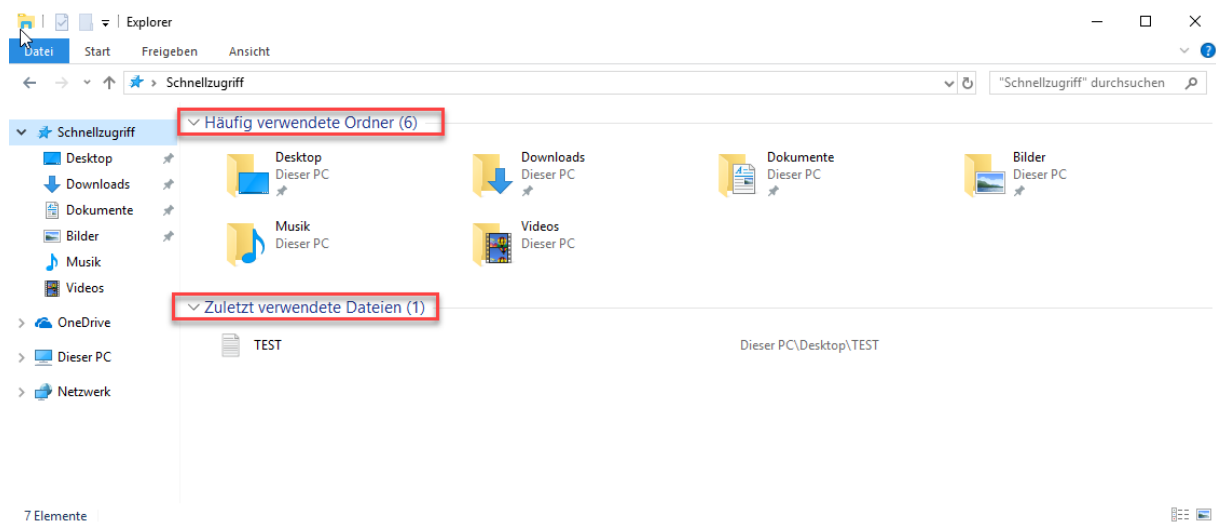 Explorer
Datei Start Freigeben Ansicht
Schnellzugriff "Schnellzugriff" durchsuchen
Schnellzugriff
Desktop
Downloads
Dokumente
Bilder
Musik
Videos
OneDrive
Dieser PC
Netzwerk
Häufig verwendete Ordner (6)
Desktop
Dieser PC
Downloads
Dieser PC
Dokumente
Dieser PC
Bilder
Dieser PC
Musik
Dieser PC
Videos
Dieser PC
Zuletzt verwendete Dateien (1)
TEST Dieser PC\Desktop\TEST
7 Elemente